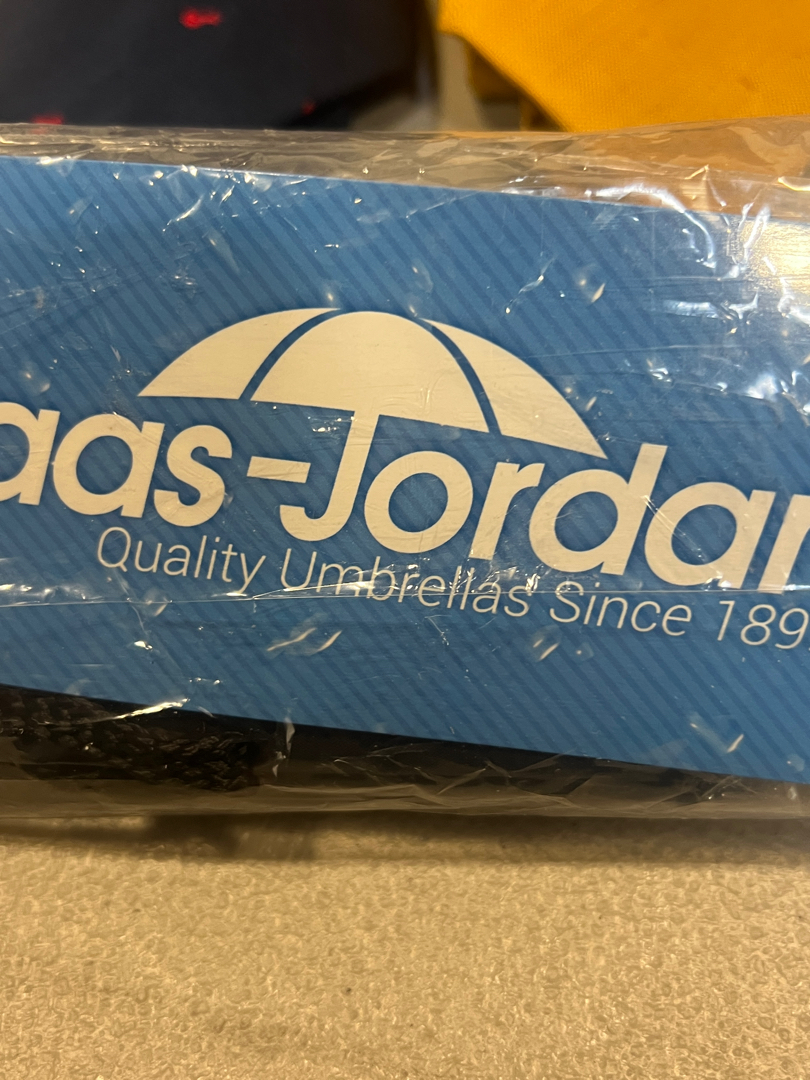 aas-Jordan
Quality Umbrellas Since 189